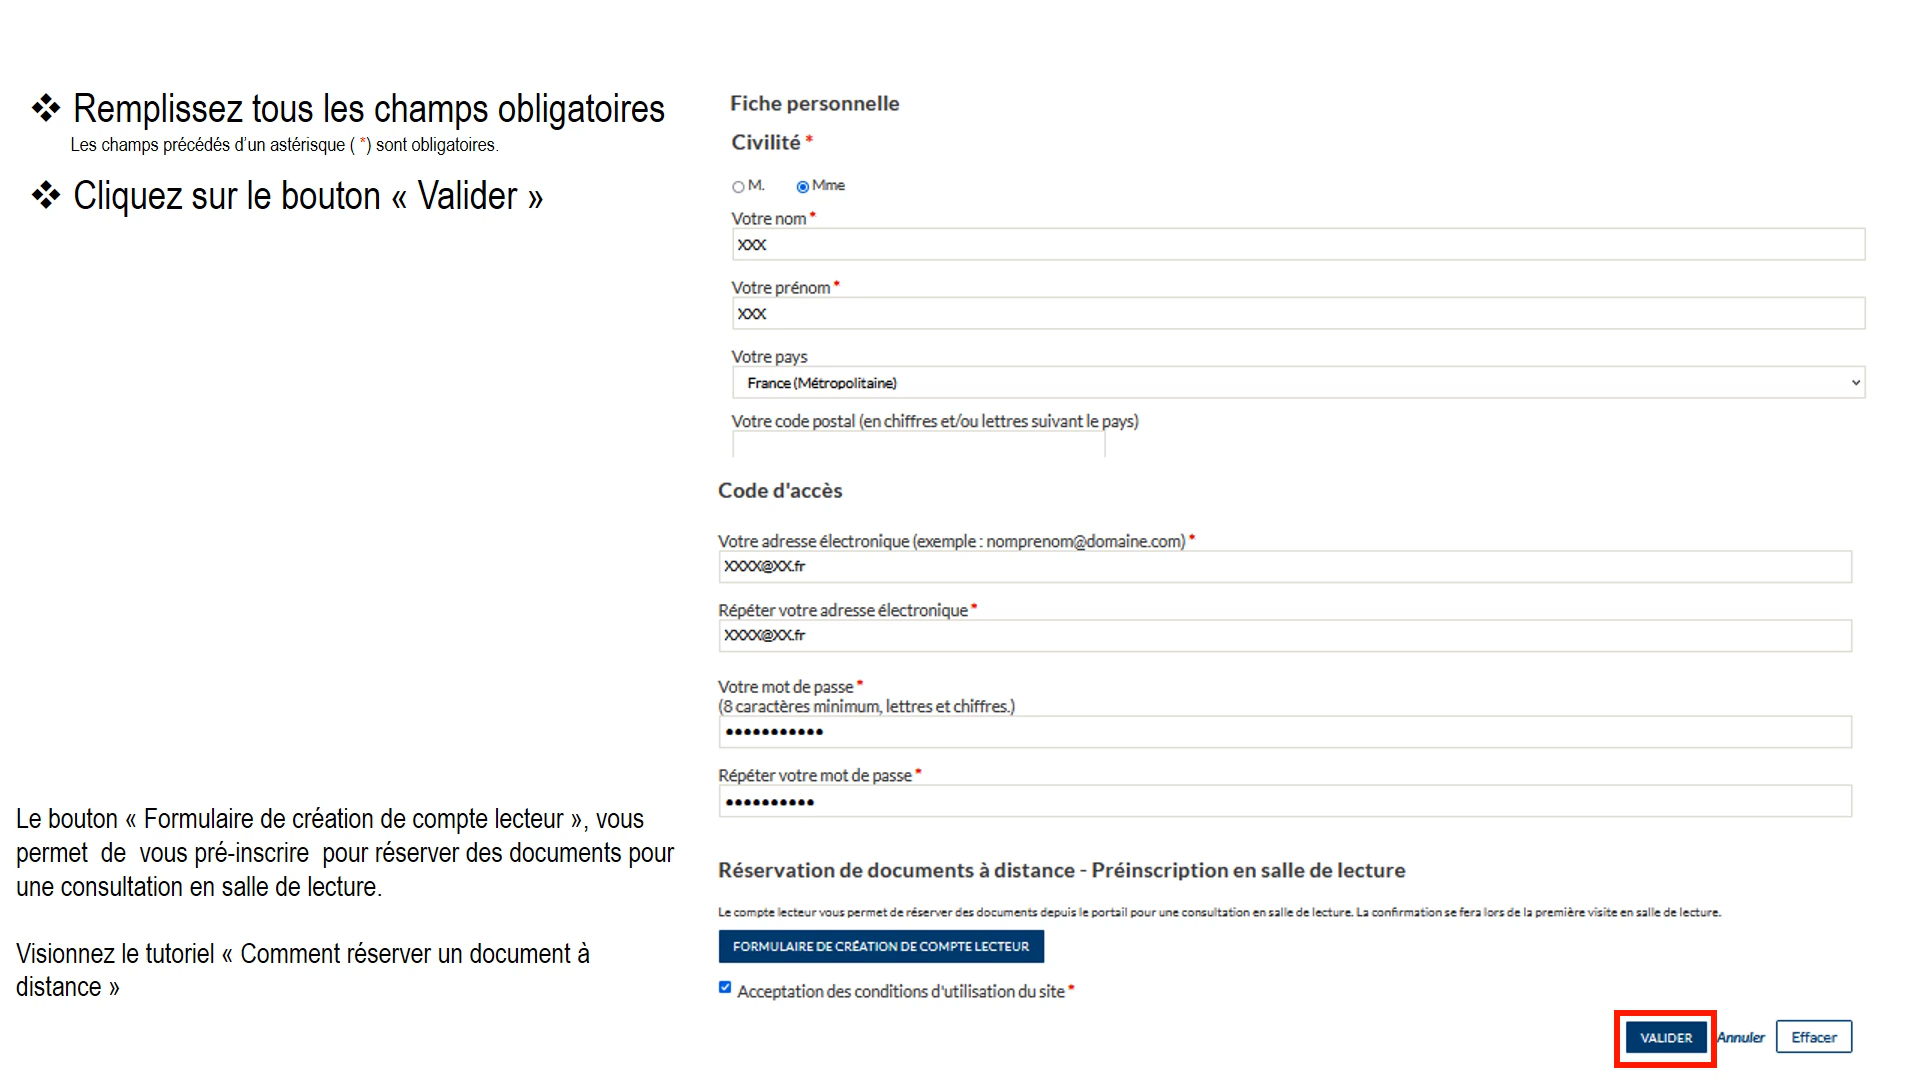 ❖ Remplissez tous les champs obligatoires
Les champs précédés d'un astérisque ( *) sont obligatoires.
❖ Cliquez sur le bouton « Valider »
Le bouton « Formulaire de création de compte lecteur », vous
permet de vous pré-inscrire pour réserver des documents pour
une consultation en salle de lecture.
Visionnez le tutoriel « Comment réserver un document à
distance »
Fiche personnelle
Civilité *
M. Mme
Votre nom *
XXX
Votre prénom *
XXX
Votre pays
France (Métropolitaine)
Votre code postal (en chiffres et/ou lettres suivant le pays)
Code d'accès
Votre adresse électronique (exemple : nomprenom@domaine.com) *
XXXX@XX.fr
Répéter votre adresse électronique *
XXXX@XX.fr
Votre mot de passe *
(8 caractères minimum, lettres et chiffres.)
•••••••••••
Répéter votre mot de passe *
••••••••••
Réservation de documents à distance - Préinscription en salle de lecture
Le compte lecteur vous permet de réserver des documents depuis le portail pour une consultation en salle de lecture. La confirmation se fera lors de la première visite en salle de lecture.
FORMULAIRE DE CRÉATION DE COMPTE LECTEUR
Acceptation des conditions d'utilisation du site *
VALIDER Annuler Effacer